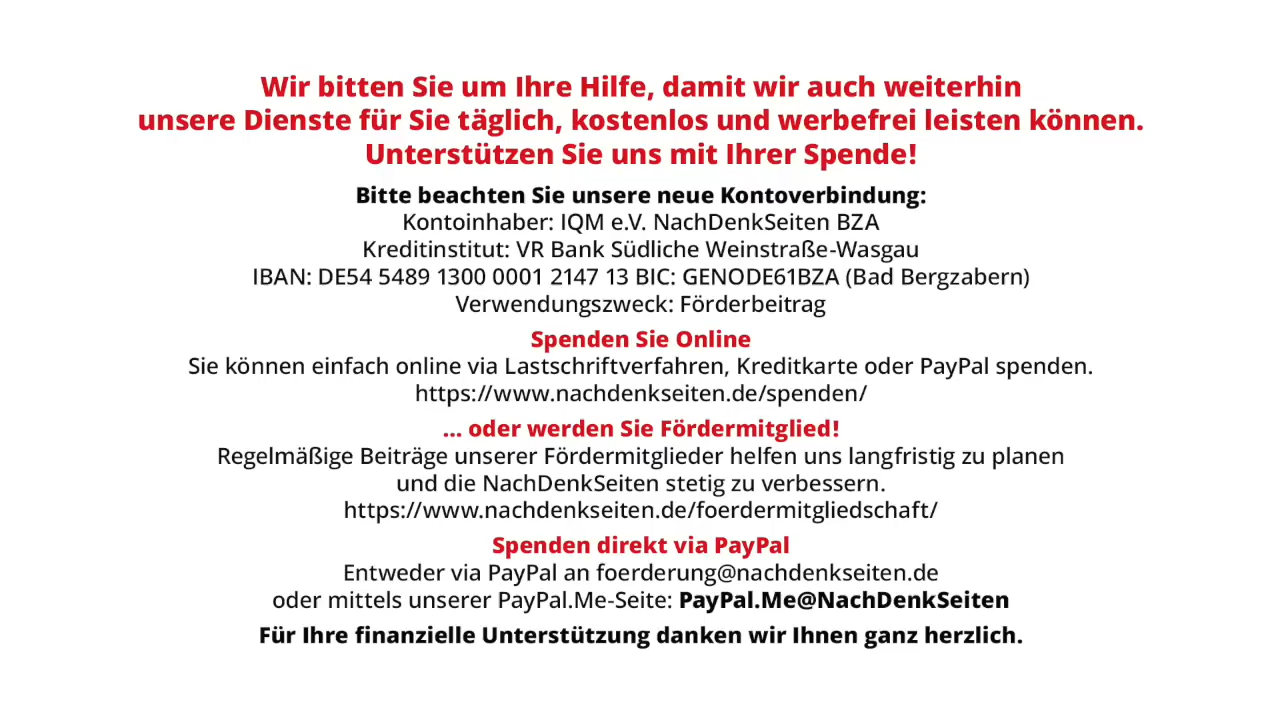 Wir bitten Sie um Ihre Hilfe, damit wir auch weiterhin
unsere Dienste für Sie täglich, kostenlos und werbefrei leisten können.
Unterstützen Sie uns mit Ihrer Spende!
Bitte beachten Sie unsere neue Kontoverbindung:
Kontoinhaber: IQM e.V. NachDenkSeiten BZA
Kreditinstitut: VR Bank Südliche Weinstraße-Wasgau
IBAN: DE54 5489 1300 0001 2147 13 BIC: GENODE61BZA (Bad Bergzabern)
Verwendungszweck: Förderbeitrag
Spenden Sie Online
Sie können einfach online via Lastschriftverfahren, Kreditkarte oder PayPal spenden.
https://www.nachdenkseiten.de/spenden/
... oder werden Sie Fördermitglied!
Regelmäßige Beiträge unserer Fördermitglieder helfen uns langfristig zu planen
und die NachDenkSeiten stetig zu verbessern.
https://www.nachdenkseiten.de/foerdermitgliedschaft/
Spenden direkt via PayPal
Entweder via PayPal an foerderung@nachdenkseiten.de
oder mittels unserer PayPal.Me-Seite: PayPal.Me@NachDenkSeiten
Für Ihre finanzielle Unterstützung danken wir Ihnen ganz herzlich.